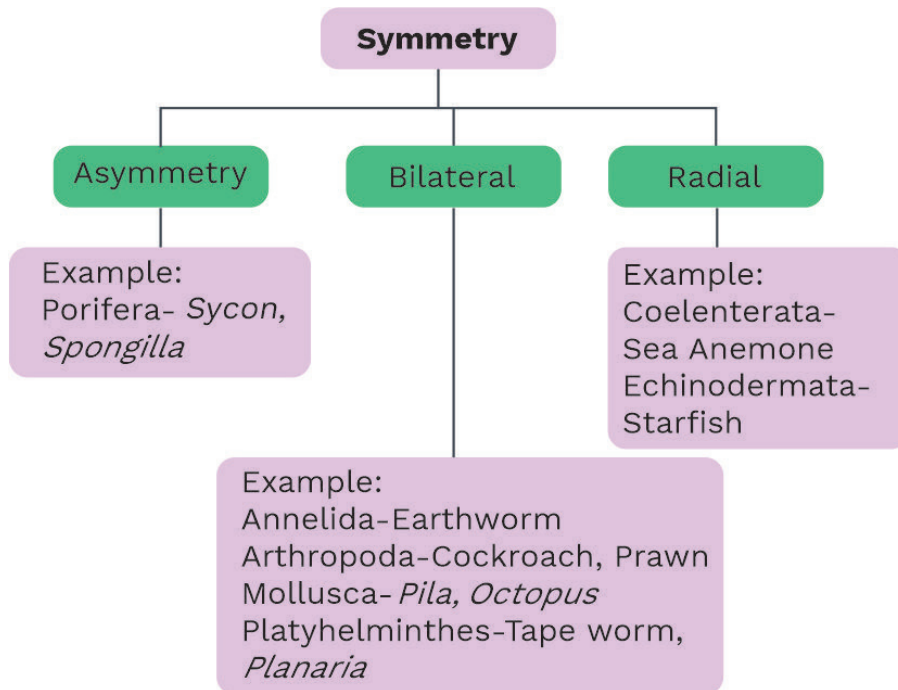 Symmetry
Asymmetry
Bilateral
Radial
Example:
Porifera- Sycon,
Spongilla
Example:
Coelenterata-
Sea Anemone
Echinodermata-
Starfish
Example:
Annelida-Earthworm
Arthropoda-Cockroach, Prawn
Mollusca- Pila, Octopus
Platyhelminthes-Tape worm,
Planaria